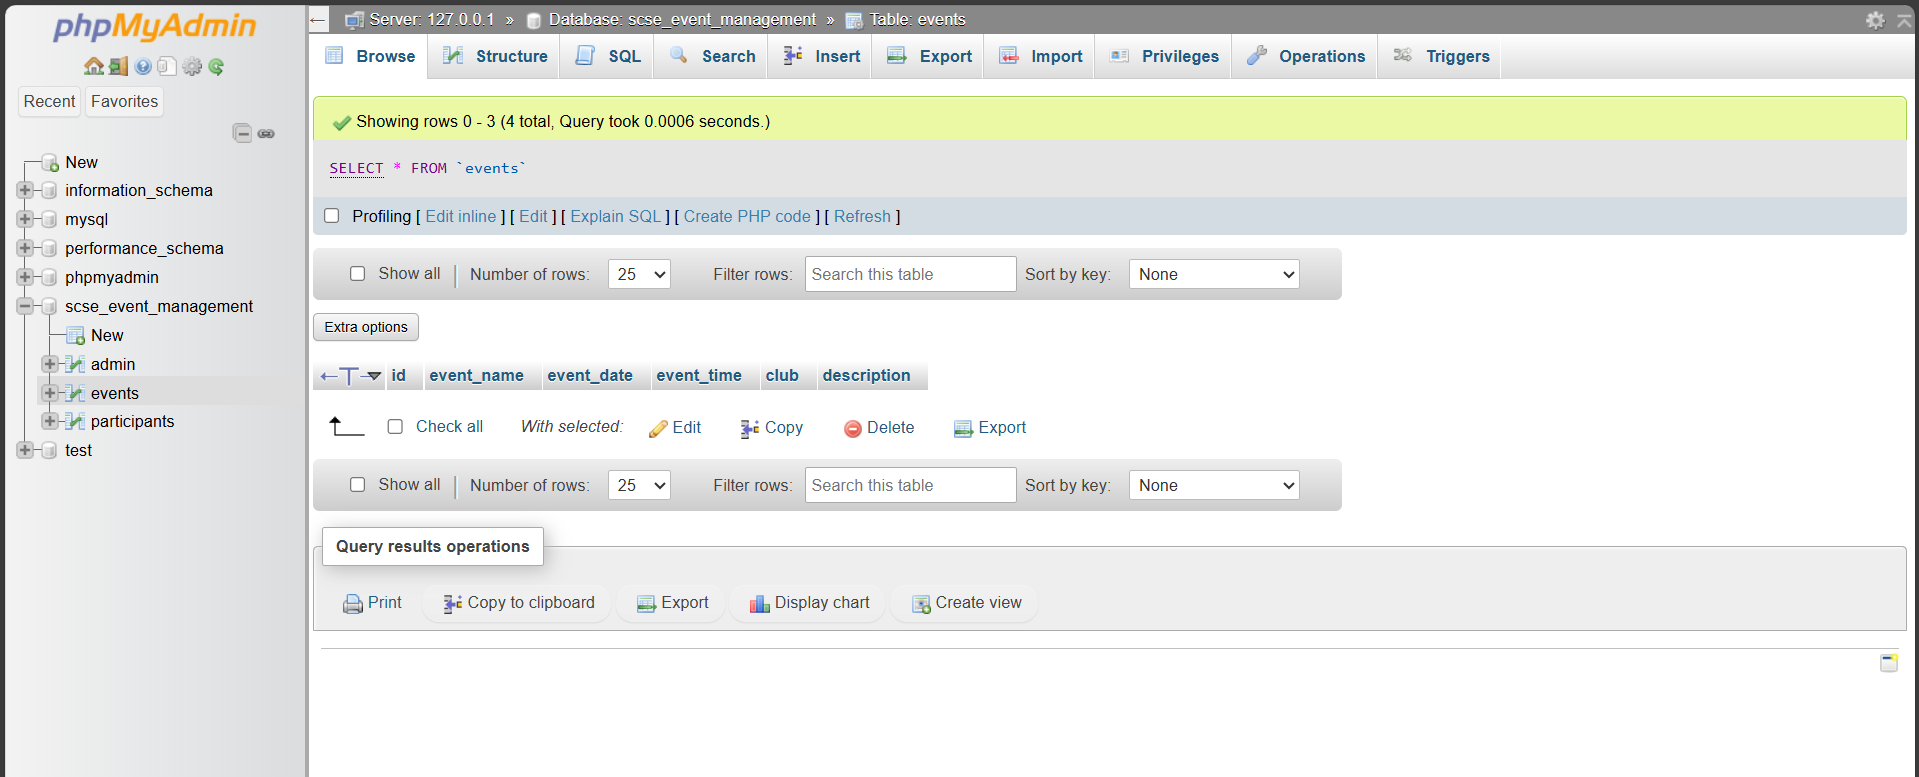 phpMyAdmin
Recent Favorites
New
information_schema
mysql
performance_schema
phpmyadmin
scse_event_management
New
admin
events
participants
test
Server: 127.0.0.1 » Database: scse_event_management » Table: events
Browse Structure SQL Search Insert Export Import Privileges Operations Triggers
Showing rows 0 - 3 (4 total, Query took 0.0006 seconds.)
SELECT * FROM `events`
Profiling [ Edit inline ] [ Edit ] [ Explain SQL ] [ Create PHP code ] [ Refresh ]
Show all | Number of rows: 25 Filter rows: Search this table Sort by key: None
Extra options
←T→ id event_name event_date event_time club description
Check all With selected: Edit Copy Delete Export
Show all | Number of rows: 25 Filter rows: Search this table Sort by key: None
Query results operations
Print Copy to clipboard Export Display chart Create view